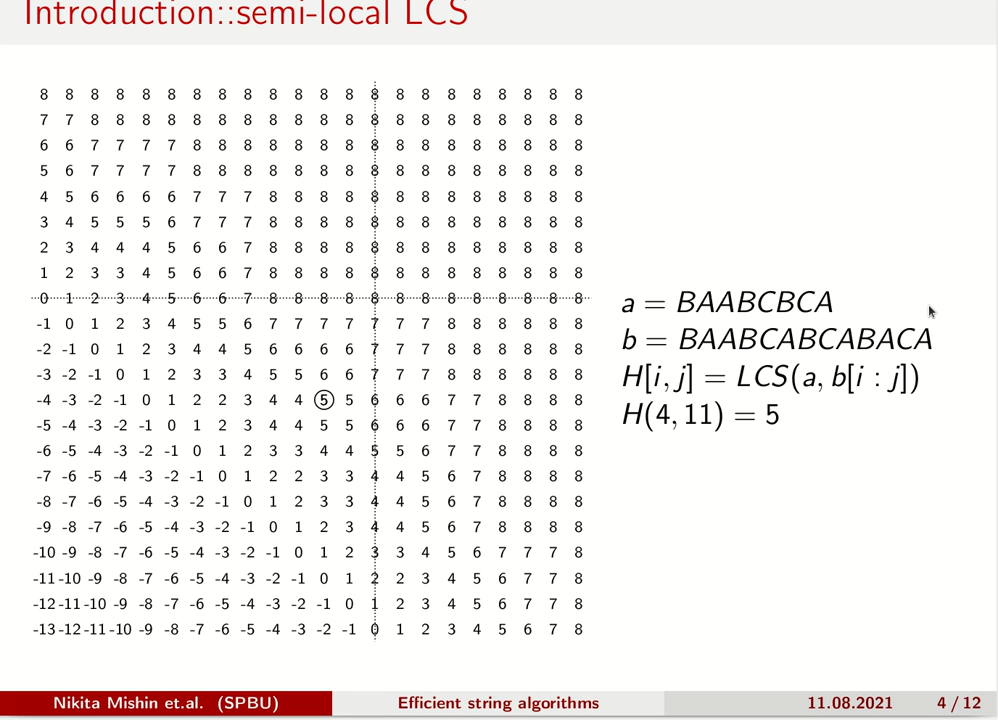 Introduction::semi-local LCS
8 8 8 8 8 8 8 8 8 8 8 8 8 8 8 8 8 8 8 8 8 8
7 7 8 8 8 8 8 8 8 8 8 8 8 8 8 8 8 8 8 8 8 8
6 6 7 7 7 7 8 8 8 8 8 8 8 8 8 8 8 8 8 8 8 8
5 6 7 7 7 7 8 8 8 8 8 8 8 8 8 8 8 8 8 8 8 8
4 5 6 6 6 6 7 7 7 8 8 8 8 8 8 8 8 8 8 8 8 8
3 4 5 5 5 6 7 7 7 8 8 8 8 8 8 8 8 8 8 8 8 8
2 3 4 4 4 5 6 6 7 8 8 8 8 8 8 8 8 8 8 8 8 8
1 2 3 3 4 5 6 6 7 8 8 8 8 8 8 8 8 8 8 8 8 8
0 1 2 3 4 5 6 6 7 8 8 8 8 8 8 8 8 8 8 8 8 8
-1 0 1 2 3 4 5 5 6 7 7 7 7 7 7 7 8 8 8 8 8 8
-2 -1 0 1 2 3 4 4 5 6 6 6 6 7 7 7 8 8 8 8 8 8
-3 -2 -1 0 1 2 3 3 4 5 5 6 6 7 7 7 8 8 8 8 8 8
-4 -3 -2 -1 0 1 2 2 3 4 4 5 5 6 6 6 7 7 8 8 8 8
-5 -4 -3 -2 -1 0 1 2 3 4 4 5 5 6 6 6 7 7 8 8 8 8
-6 -5 -4 -3 -2 -1 0 1 2 3 3 4 4 5 5 6 7 7 8 8 8 8
-7 -6 -5 -4 -3 -2 -1 0 1 2 2 3 3 4 4 5 6 7 8 8 8 8
-8 -7 -6 -5 -4 -3 -2 -1 0 1 2 3 3 4 4 5 6 7 8 8 8 8
-9 -8 -7 -6 -5 -4 -3 -2 -1 0 1 2 3 4 4 5 6 7 8 8 8 8
-10 -9 -8 -7 -6 -5 -4 -3 -2 -1 0 1 2 3 3 4 5 6 7 7 7 8
-11 -10 -9 -8 -7 -6 -5 -4 -3 -2 -1 0 1 2 2 3 4 5 6 7 7 8
-12 -11 -10 -9 -8 -7 -6 -5 -4 -3 -2 -1 0 1 2 3 4 5 6 7 7 8
-13 -12 -11 -10 -9 -8 -7 -6 -5 -4 -3 -2 -1 0 1 2 3 4 5 6 7 8
a = BAABCBCA
b = BAABCABCABACA
H[i, j] = LCS(a, b[i : j])
H(4, 11) = 5
Nikita Mishin et.al. (SPBU) Efficient string algorithms 11.08.2021 4 / 12